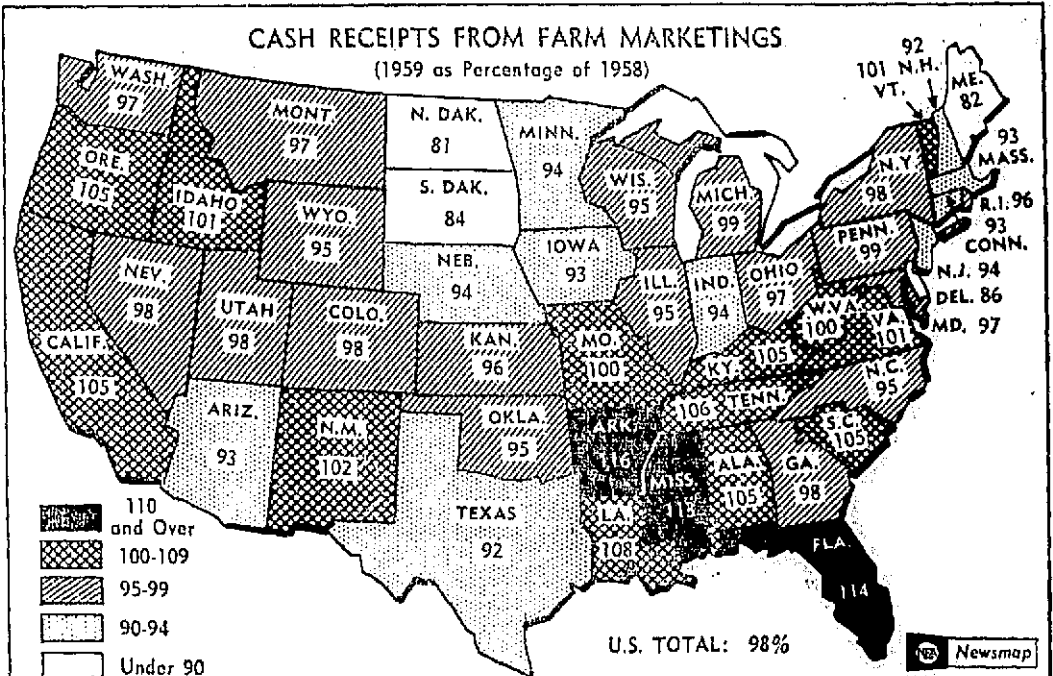 CASH RECEIPTS FROM FARM MARKETINGS
(1959 as Percentage of 1958)
WASH.
97
MONT.
97
N. DAK.
81
MINN.
94
92
N.H.
101
VT.
ME.
82
ORE.
105
IDAHO
101
WYO.
95
S. DAK.
84
WIS.
95
MICH.
99
N.Y.
98
93
MASS.
R.I. 96
93
CONN.
NEV.
98
UTAH
98
COLO.
98
NEB.
94
IOWA
93
ILL.
95
IND.
94
OHIO
97
PENN.
99
N.J. 94
DEL. 86
MD. 97
CALIF.
105
KAN.
96
MO.
100
KY.
105
W.VA.
100
VA.
101
ARIZ.
93
N.M.
102
OKLA.
95
ARK.
116
106
TENN.
N.C.
95
S.C.
105
TEXAS
92
LA.
108
MISS.
ALA.
105
GA.
98
FLA.
114
110
and Over
100-109
95-99
90-94
Under 90
U.S. TOTAL: 98%
NEA
Newsmap